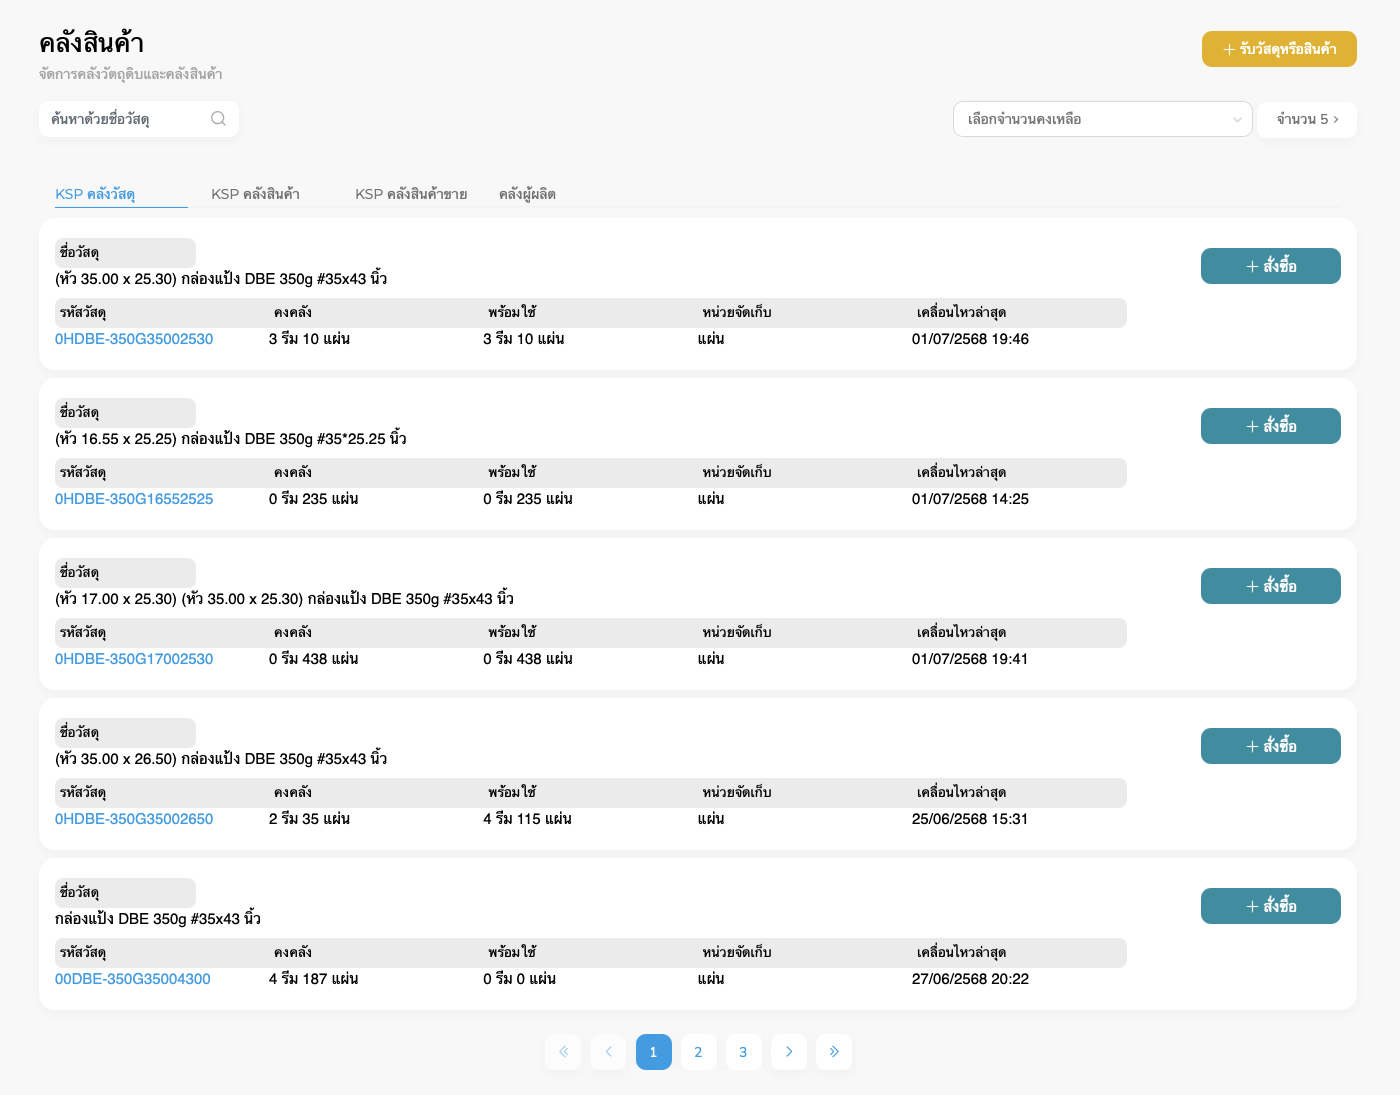 คลังสินค้า
จัดการคลังวัตถุดิบและคลังสินค้า
รับวัสดุหรือสินค้า
ค้นหาด้วยชื่อวัสดุ
เลือกจำนวนคงเหลือ
จำนวน 5 ›
KSP คลังวัสดุ KSP คลังสินค้า KSP คลังสินค้าขาย คลังผู้ผลิต
ชื่อวัสดุ
+ สั่งซื้อ
(หัว 35.00 x 25.30) กล่องแป้ง DBE 350g #35x43 นิ้ว
รหัสวัสดุ คงคลัง พร้อมใช้ หน่วยจัดเก็บ เคลื่อนไหวล่าสุด
0HDBE-350G35002530 3 รีม 10 แผ่น 3 รีม 10 แผ่น แผ่น 01/07/2568 19:46
ชื่อวัสดุ
+ สั่งซื้อ
(หัว 16.55 x 25.25) กล่องแป้ง DBE 350g #35*25.25 นิ้ว
รหัสวัสดุ คงคลัง พร้อมใช้ หน่วยจัดเก็บ เคลื่อนไหวล่าสุด
0HDBE-350G16552525 0 รีม 235 แผ่น 0 รีม 235 แผ่น แผ่น 01/07/2568 14:25
ชื่อวัสดุ
+ สั่งซื้อ
(หัว 17.00 x 25.30) (หัว 35.00 x 25.30) กล่องแป้ง DBE 350g #35x43 นิ้ว
รหัสวัสดุ คงคลัง พร้อมใช้ หน่วยจัดเก็บ เคลื่อนไหวล่าสุด
0HDBE-350G17002530 0 รีม 438 แผ่น 0 รีม 438 แผ่น แผ่น 01/07/2568 19:41
ชื่อวัสดุ
+ สั่งซื้อ
(หัว 35.00 x 26.50) กล่องแป้ง DBE 350g #35x43 นิ้ว
รหัสวัสดุ คงคลัง พร้อมใช้ หน่วยจัดเก็บ เคลื่อนไหวล่าสุด
0HDBE-350G35002650 2 รีม 35 แผ่น 4 รีม 115 แผ่น แผ่น 25/06/2568 15:31
ชื่อวัสดุ
+ สั่งซื้อ
กล่องแป้ง DBE 350g #35x43 นิ้ว
รหัสวัสดุ คงคลัง พร้อมใช้ หน่วยจัดเก็บ เคลื่อนไหวล่าสุด
00DBE-350G35004300 4 รีม 187 แผ่น 0 รีม 0 แผ่น แผ่น 27/06/2568 20:22
« ‹ 1 2 3 › »